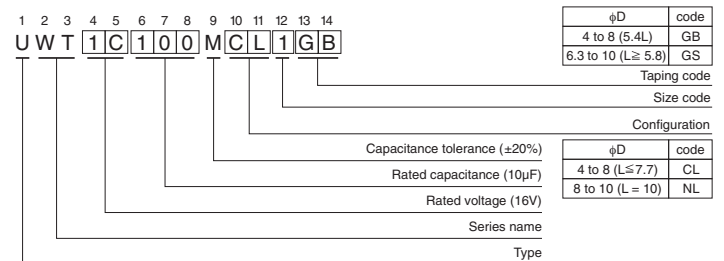 1 2 3 4 5 6 7 8 9 10 11 12 13 14
U W T 1 C 1 0 0 M C L 1 G B
ϕD code
4 to 8 (5.4L) GB
6.3 to 10 (L≧ 5.8) GS
Taping code
Size code
Configuration
Capacitance tolerance (±20%)
ϕD code
4 to 8 (L≦7.7) CL
8 to 10 (L = 10) NL
Rated capacitance (10µF)
Rated voltage (16V)
Series name
Type